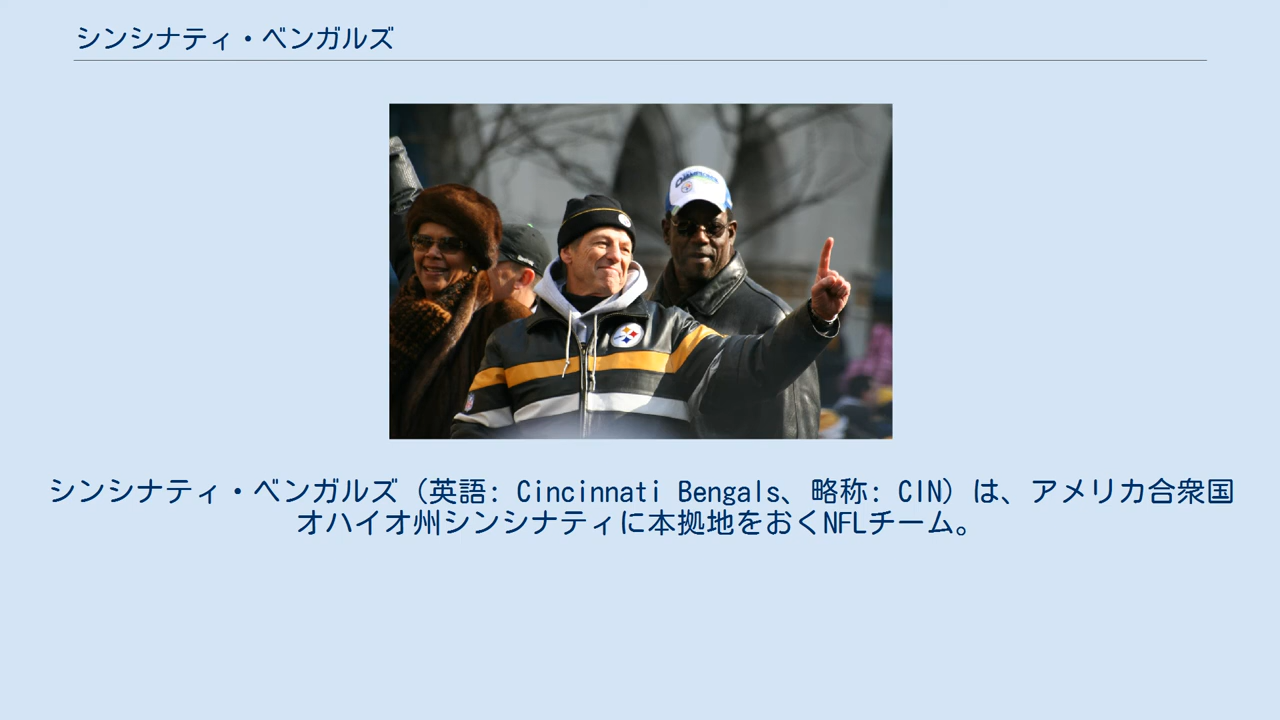 シンシナティ・ベンガルズ
シンシナティ・ベンガルズ（英語: Cincinnati Bengals、略称: CIN）は、アメリカ合衆国
オハイオ州シンシナティに本拠地をおくNFLチーム。